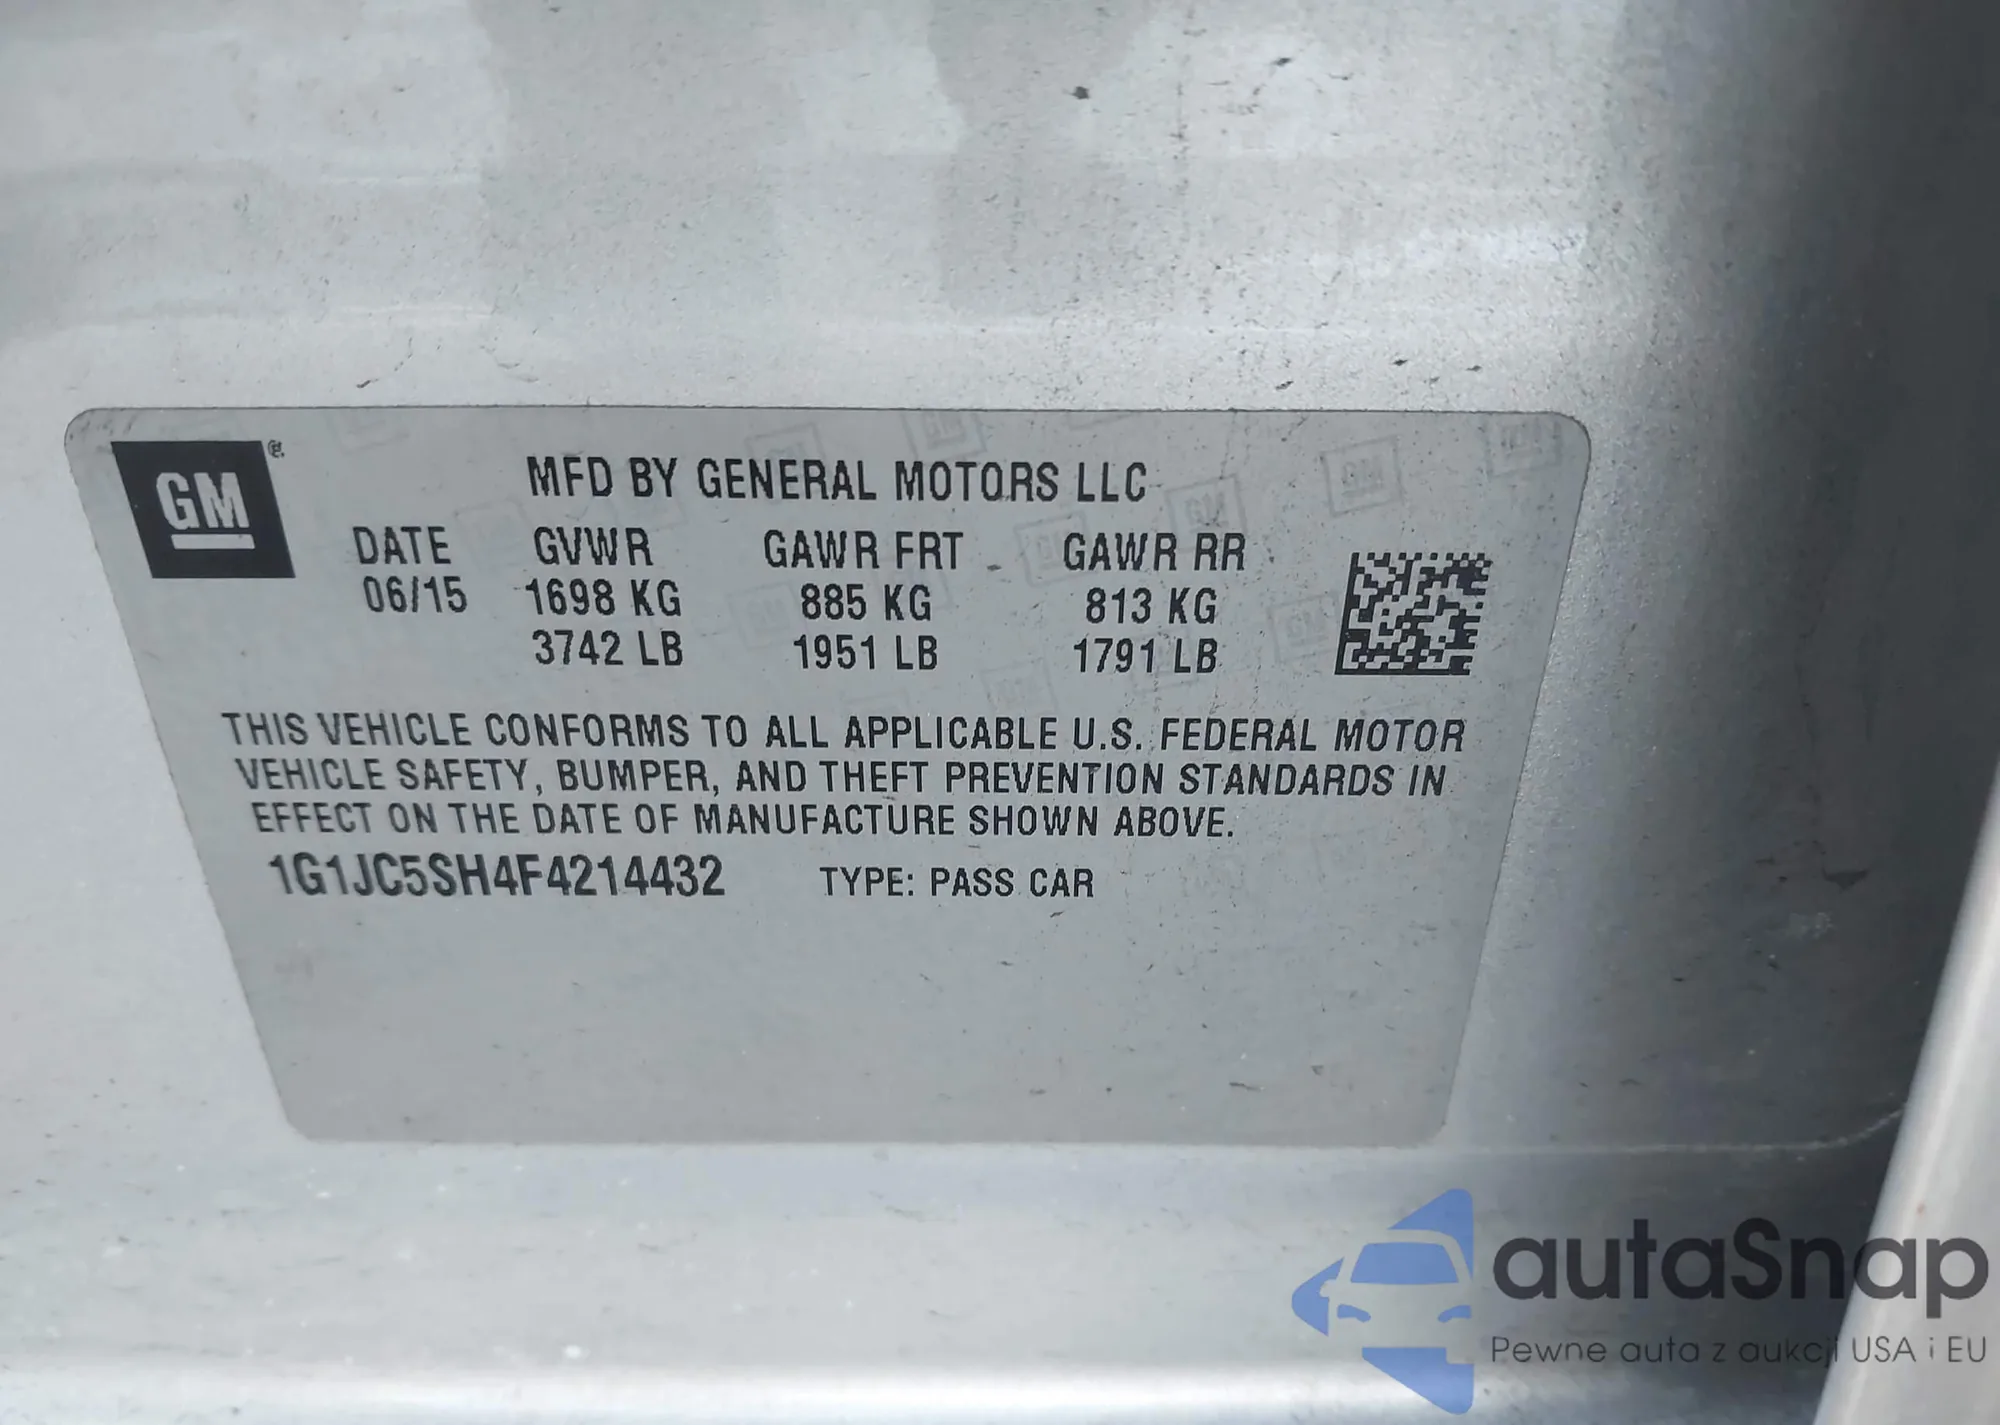 GM
MFD BY GENERAL MOTORS LLC
DATE GVWR GAWR FRT GAWR RR
06/15 1698 KG 885 KG 813 KG
3742 LB 1951 LB 1791 LB
THIS VEHICLE CONFORMS TO ALL APPLICABLE U.S. FEDERAL MOTOR
VEHICLE SAFETY, BUMPER, AND THEFT PREVENTION STANDARDS IN
EFFECT ON THE DATE OF MANUFACTURE SHOWN ABOVE.
1G1JC5SH4F4214432 TYPE: PASS CAR
autaSnap
Pewne auta z aukcji USA i EU